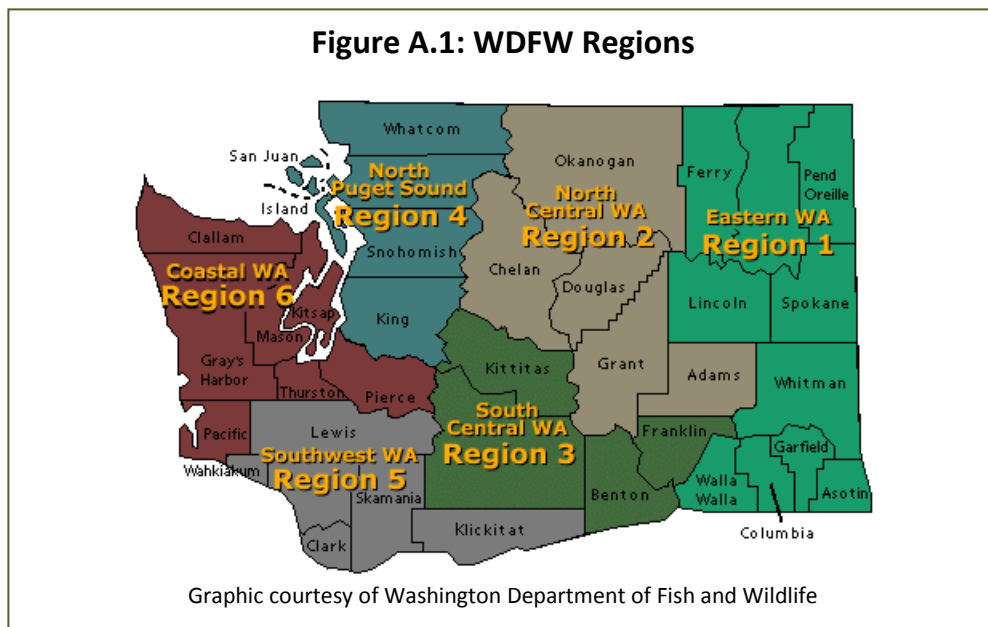 Figure A.1: WDFW Regions
Whatcom
San Juan
Okanogan
North
Puget Sound
Region 4
Ferry
Pend
Oreille
Island
North
Central WA
Region 2
Eastern WA
Region 1
Clallam
Snohomish
Chelan
Coastal WA
Region 6
Douglas
Kitsap
King
Lincoln
Spokane
Mason
Gray's
Harbor
Kittitas
Grant
Adams
Whitman
Thurston
Pierce
South
Central WA
Region 3
Pacific
Lewis
Franklin
Garfield
Wahkiakum
Southwest WA
Region 5
Skamania
Benton
Walla
Walla
Asotin
Klickitat
Columbia
Clark
Graphic courtesy of Washington Department of Fish and Wildlife